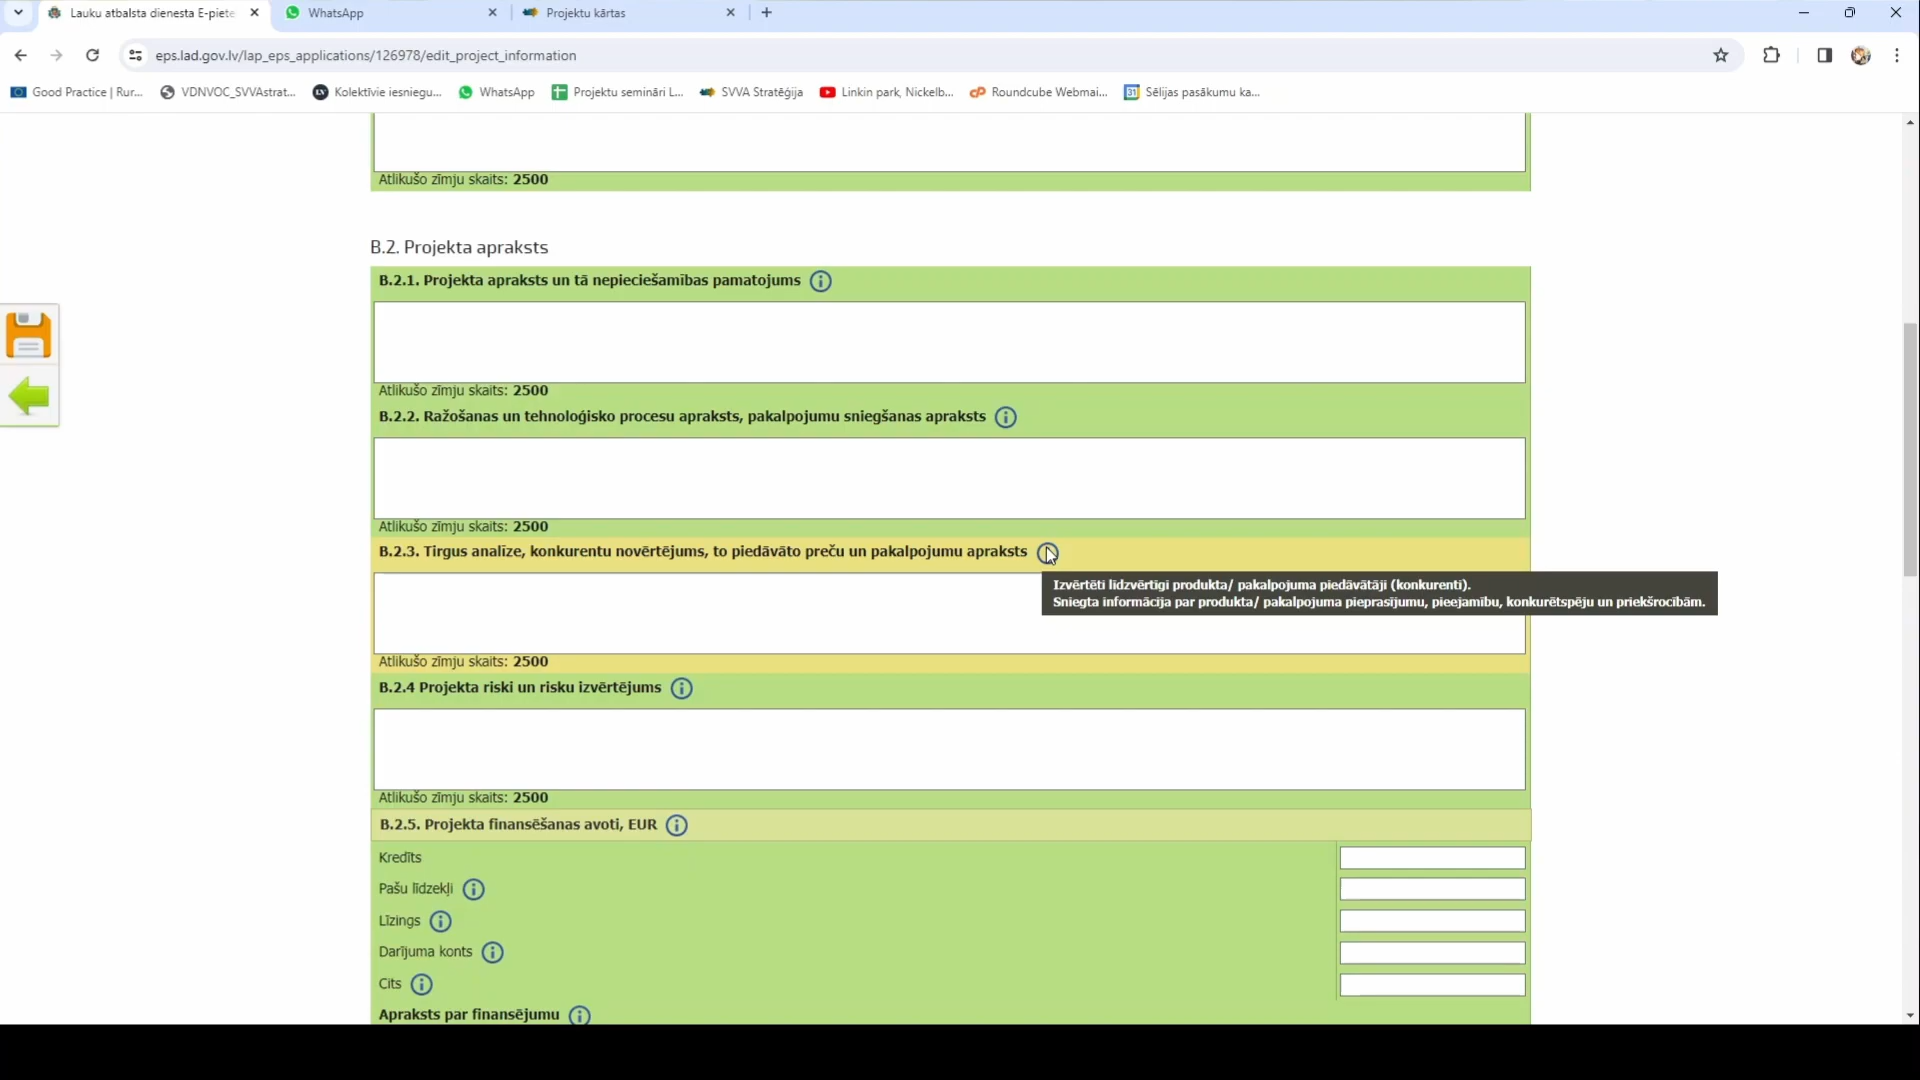 Lauku atbalsta dienesta E-piete
WhatsApp
Projektu kārtas
eps.lad.gov.lv/lap_eps_applications/126978/edit_project_information
Good Practice | Rur...
VDNVOC_SVVAstrat...
Kolektīvie iesniegu...
WhatsApp
Projektu semināri L...
SVVA Stratēģija
Linkin park, Nickelb...
Roundcube Webmai...
Sēlijas pasākumu ka...
Atlikušo zīmju skaits: 2500
B.2. Projekta apraksts
B.2.1. Projekta apraksts un tā nepieciešamības pamatojums
Atlikušo zīmju skaits: 2500
B.2.2. Ražošanas un tehnoloģisko procesu apraksts, pakalpojumu sniegšanas apraksts
Atlikušo zīmju skaits: 2500
B.2.3. Tirgus analīze, konkurentu novērtējums, to piedāvāto preču un pakalpojumu apraksts
Izvērtēti līdzvērtīgi produkta/ pakalpojuma piedāvātāji (konkurenti).
Sniegta informācija par produkta/ pakalpojuma pieprasījumu, pieejamību, konkurētspēju un priekšrocībām.
Atlikušo zīmju skaits: 2500
B.2.4 Projekta riski un risku izvērtējums
Atlikušo zīmju skaits: 2500
B.2.5. Projekta finansēšanas avoti, EUR
Kredīts
Pašu līdzekļi
Līzings
Darījuma konts
Cits
Apraksts par finansējumu